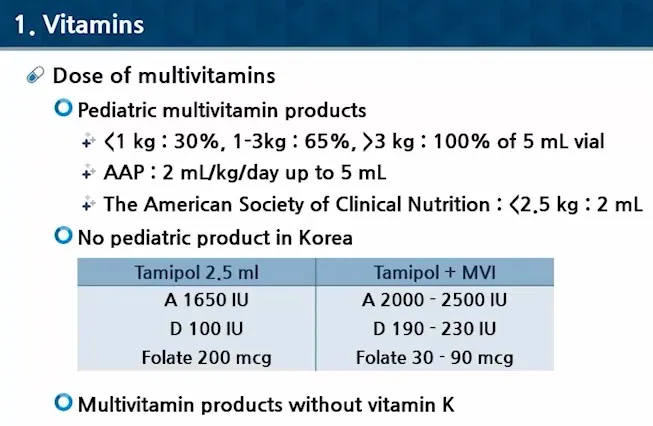 1. Vitamins
Dose of multivitamins
Pediatric multivitamin products
<1 kg : 30%, 1-3kg : 65%, >3 kg : 100% of 5 mL vial
AAP : 2 mL/kg/day up to 5 mL
The American Society of Clinical Nutrition : <2.5 kg : 2 mL
No pediatric product in Korea
Tamipol 2.5 ml Tamipol + MVI
A 1650 IU A 2000 - 2500 IU
D 100 IU D 190 - 230 IU
Folate 200 mcg Folate 30 - 90 mcg
Multivitamin products without vitamin K